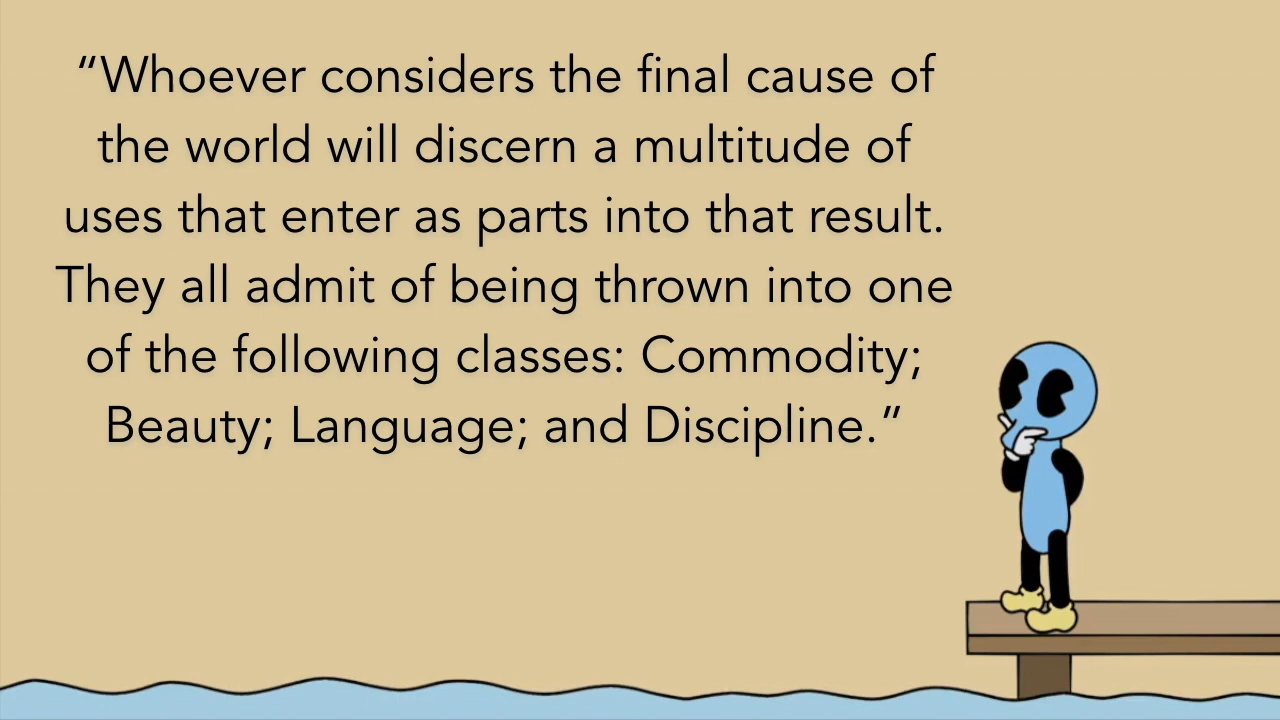 “Whoever considers the final cause of
the world will discern a multitude of
uses that enter as parts into that result.
They all admit of being thrown into one
of the following classes: Commodity;
Beauty; Language; and Discipline.”